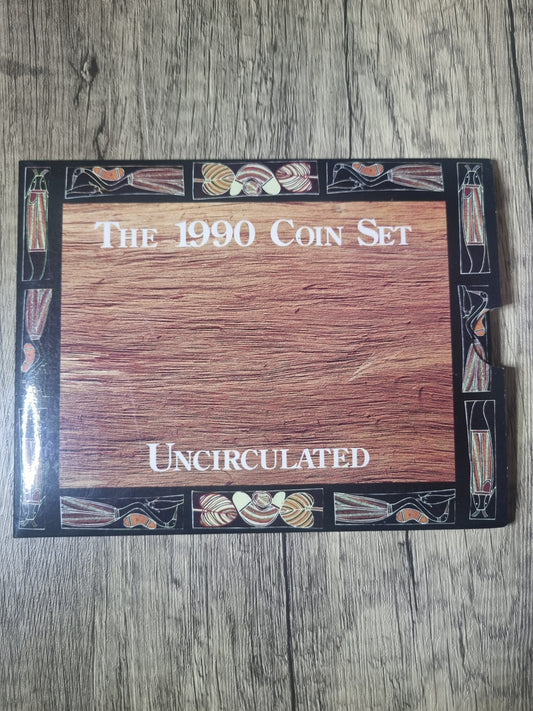 The 1990 Coin Set
Uncirculated